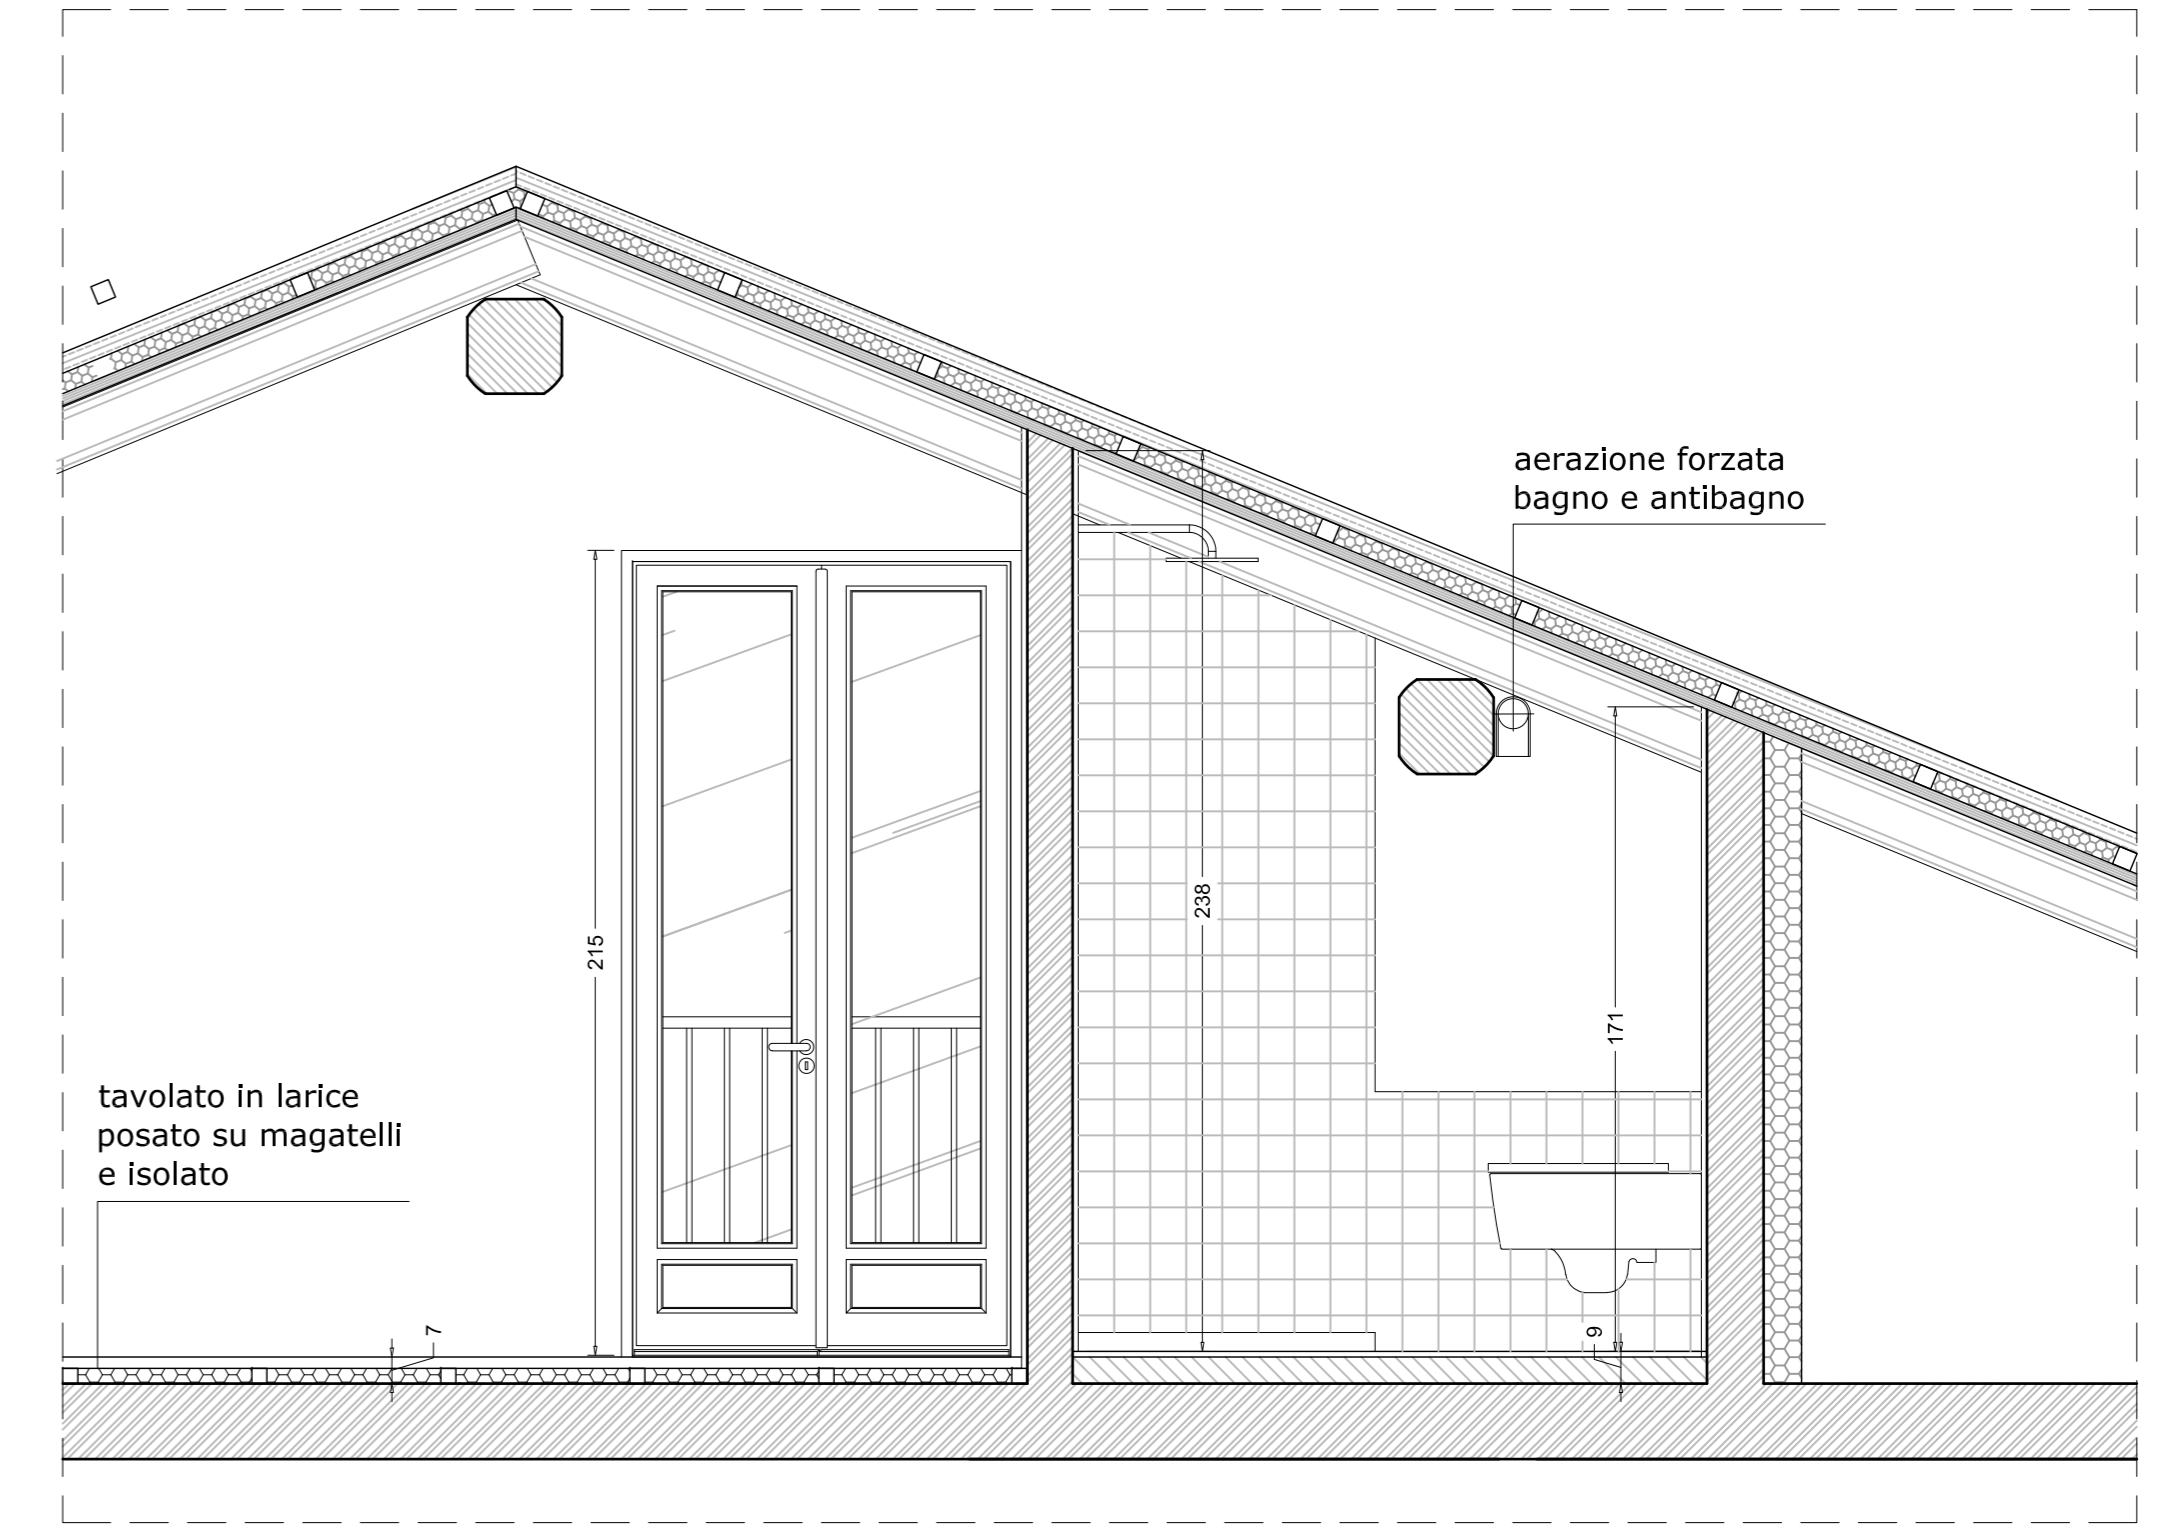 aerazione forzata
bagno e antibagno
238
215
171
tavolato in larice
posato su magatelli
e isolato
7
9